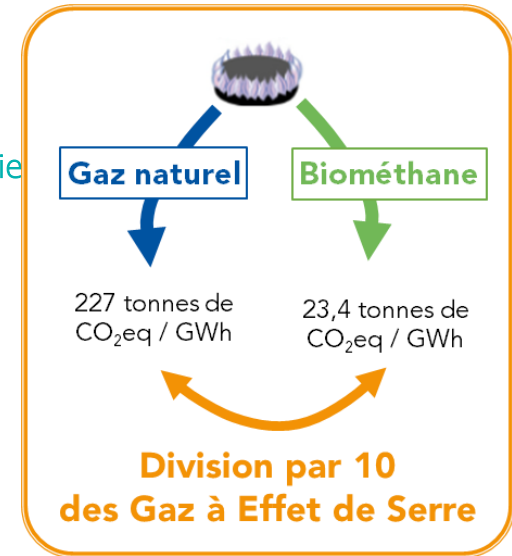 ie
Gaz naturel
Biométhane
227 tonnes de
CO₂eq / GWh
23,4 tonnes de
CO₂eq / GWh
Division par 10
des Gaz à Effet de Serre